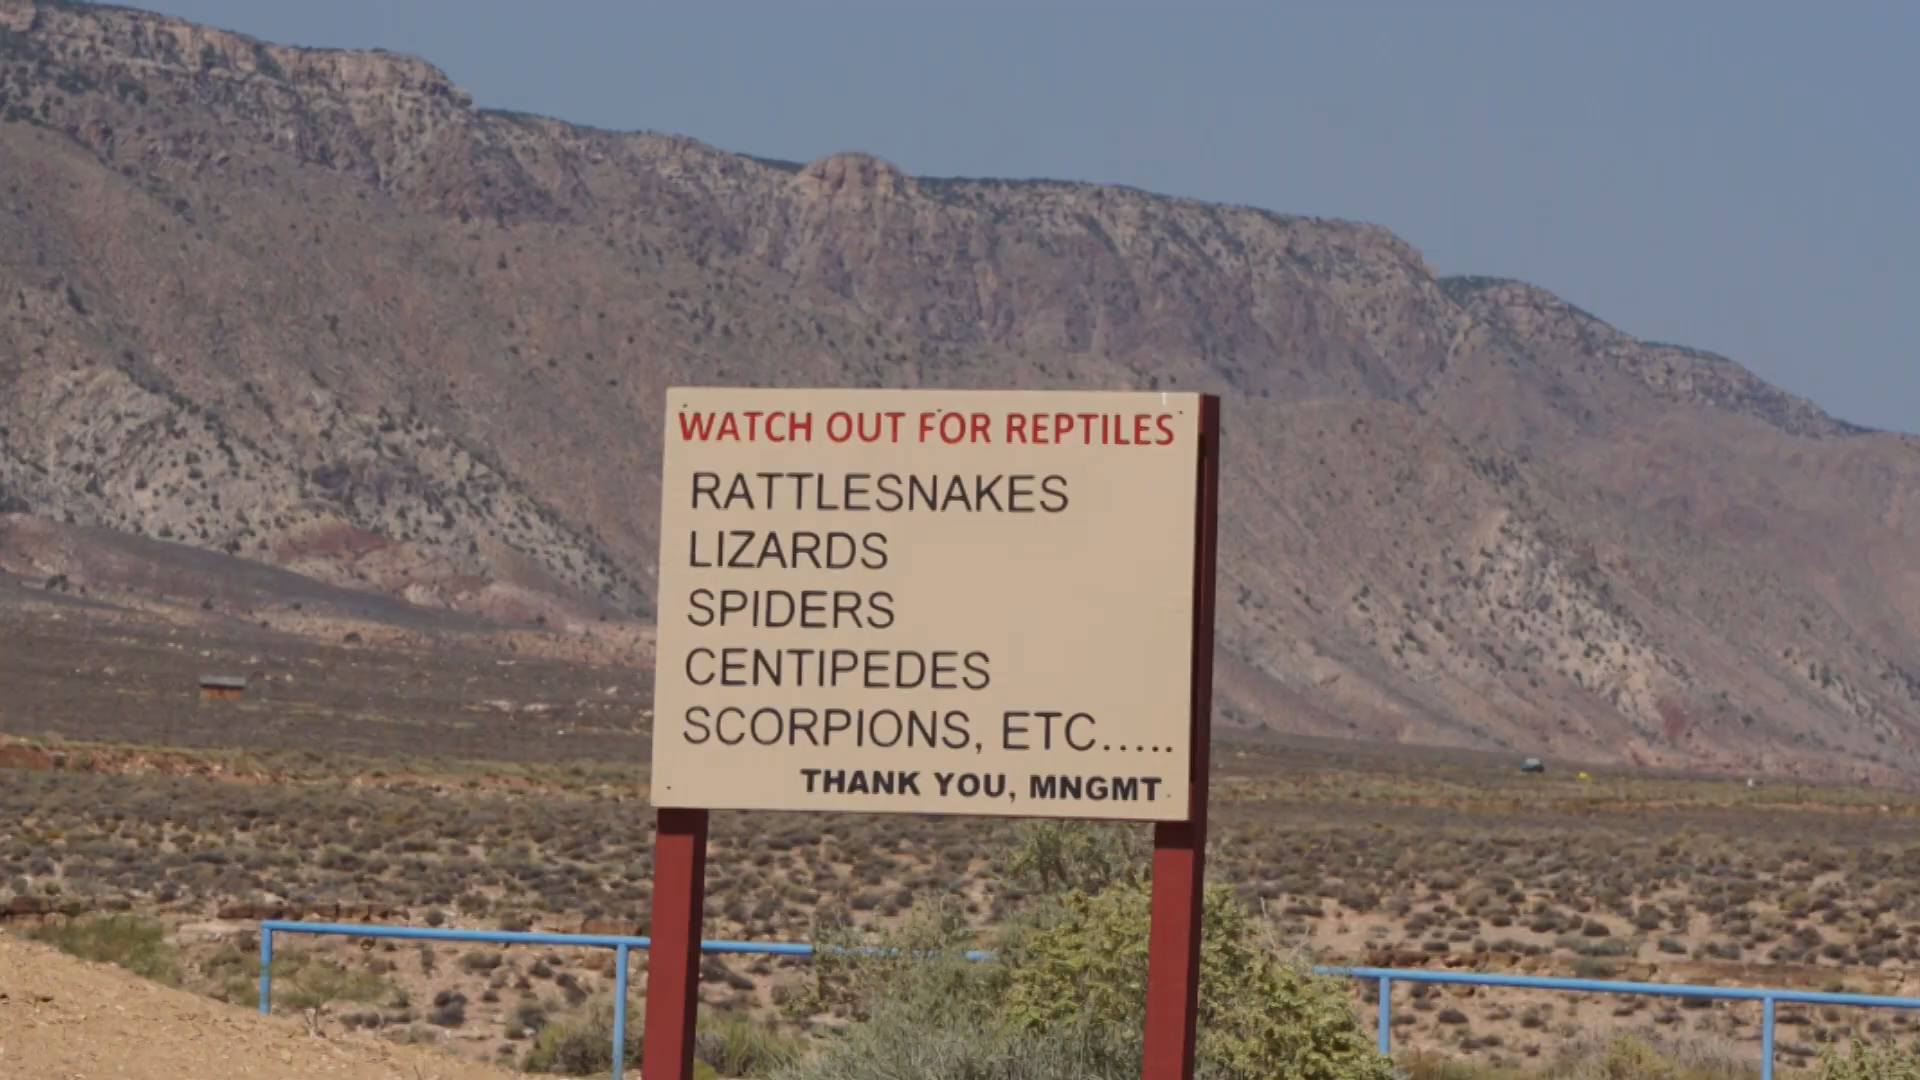 WATCH OUT FOR REPTILES
RATTLESNAKES
LIZARDS
SPIDERS
CENTIPEDES
SCORPIONS, ETC.....
THANK YOU, MNGMT